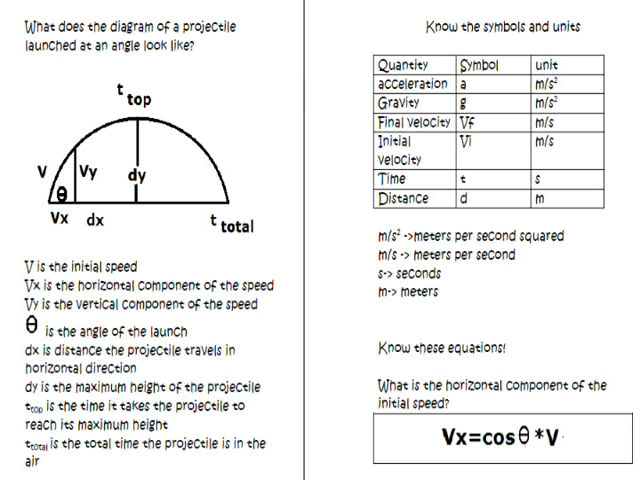 What does the diagram of a projectile
launched at an angle look like?
t top
V
Vy
dy
θ
Vx
dx
t total
V is the initial speed
Vx is the horizontal component of the speed
Vy is the vertical component of the speed
θ is the angle of the launch
dx is distance the projectile travels in
horizontal direction
dy is the maximum height of the projectile
ttop is the time it takes the projectile to
reach its maximum height
ttotal is the total time the projectile is in the
air
Know the symbols and units
Quantity Symbol unit
acceleration a m/s²
Gravity g m/s²
Final velocity Vf m/s
Initial Vi m/s
velocity
Time t s
Distance d m
m/s² ->meters per second squared
m/s -> meters per second
s-> seconds
m-> meters
Know these equations!
What is the horizontal component of the
initial speed?
Vx=cosθ*V